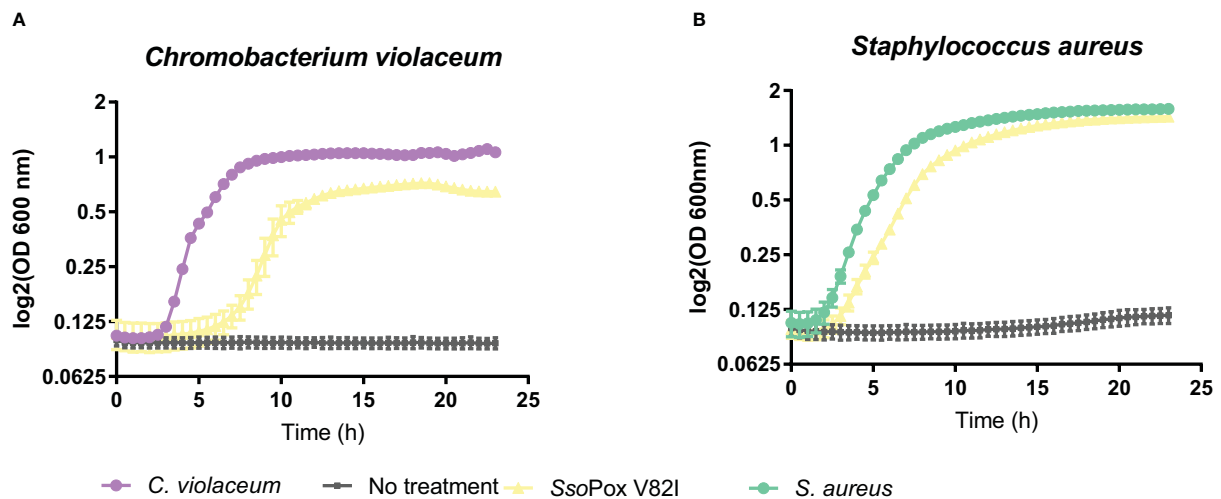 A
Chromobacterium violaceum
log2(OD 600 nm)
2
1
0.5
0.25
0.125
0.0625
0
5
10
15
20
25
Time (h)
B
Staphylococcus aureus
log2(OD 600nm)
2
1
0.5
0.25
0.125
0.0625
0
5
10
15
20
25
Time (h)
C. violaceum
No treatment
SsoPox V82I
S. aureus